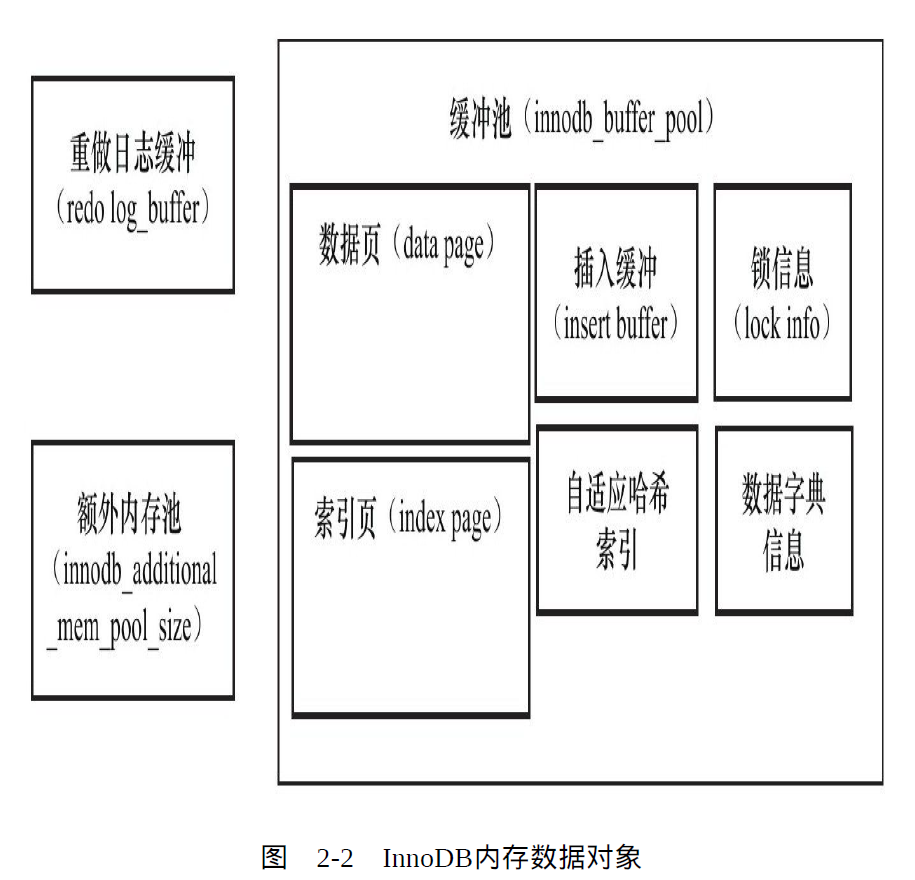 重做日志缓冲
（redo log_buffer）
额外内存池
（innodb_additional
_mem_pool_size）
缓冲池（innodb_buffer_pool）
数据页（data page）
插入缓冲
（insert buffer）
锁信息
（lock info）
索引页（index page）
自适应哈希
索引
数据字典
信息
图　2-2　InnoDB内存数据对象